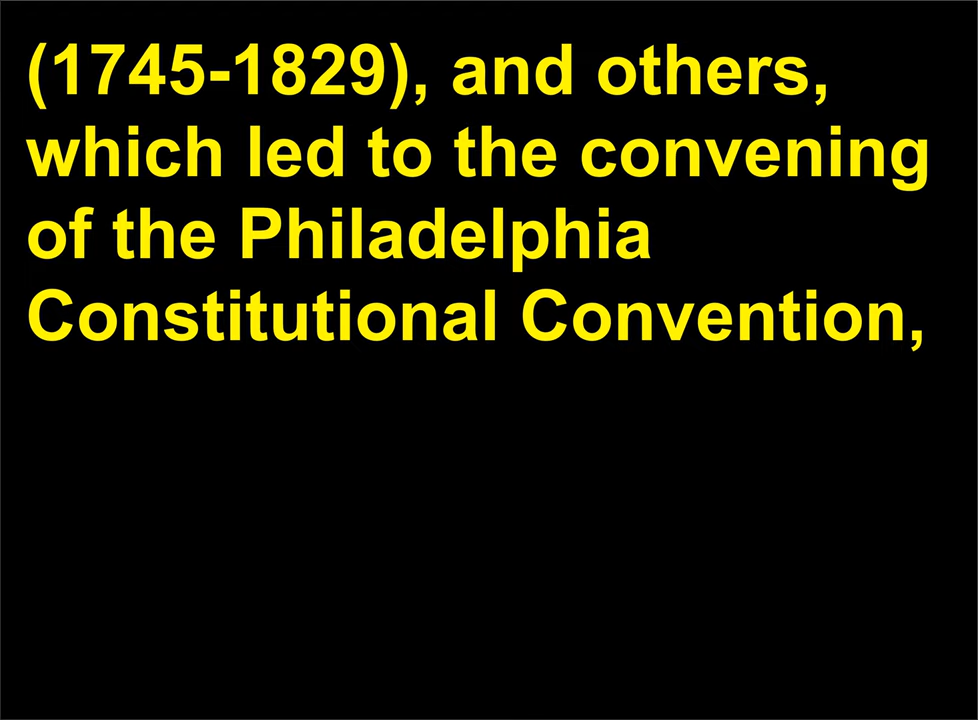 (1745-1829), and others,
which led to the convening
of the Philadelphia
Constitutional Convention,